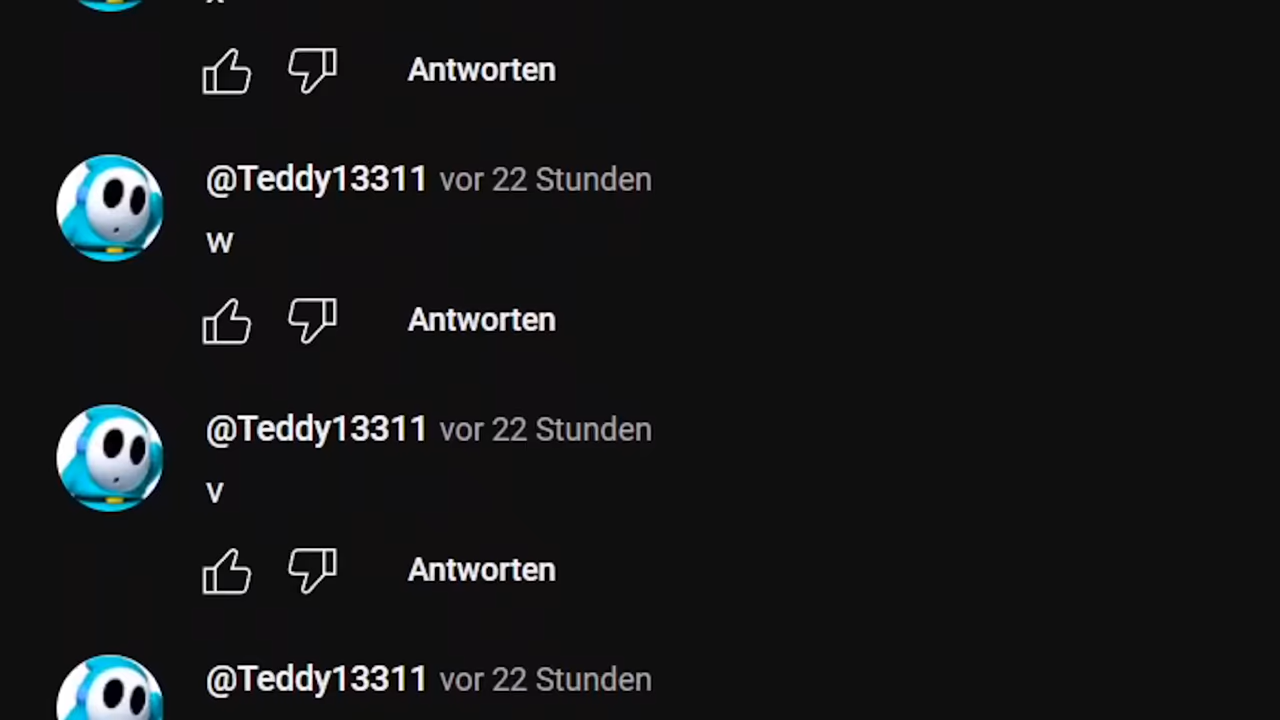 Antworten
@Teddy13311 vor 22 Stunden
w
Antworten
@Teddy13311 vor 22 Stunden
v
Antworten
@Teddy13311 vor 22 Stunden